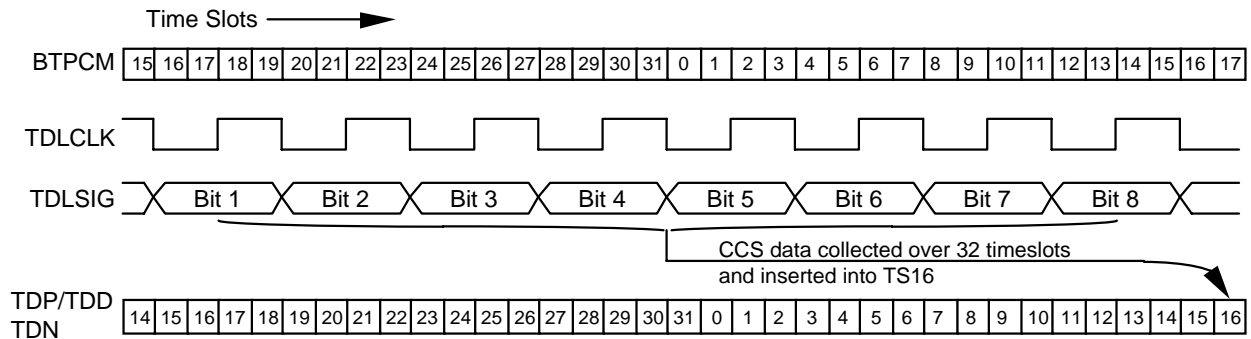 Time Slots
BTPCM 15 16 17 18 19 20 21 22 23 24 25 26 27 28 29 30 31 0 1 2 3 4 5 6 7 8 9 10 11 12 13 14 15 16 17
TDLCLK
TDLSIG Bit 1 Bit 2 Bit 3 Bit 4 Bit 5 Bit 6 Bit 7 Bit 8
CCS data collected over 32 timeslots
and inserted into TS16
TDP/TDD
TDN 14 15 16 17 18 19 20 21 22 23 24 25 26 27 28 29 30 31 0 1 2 3 4 5 6 7 8 9 10 11 12 13 14 15 16